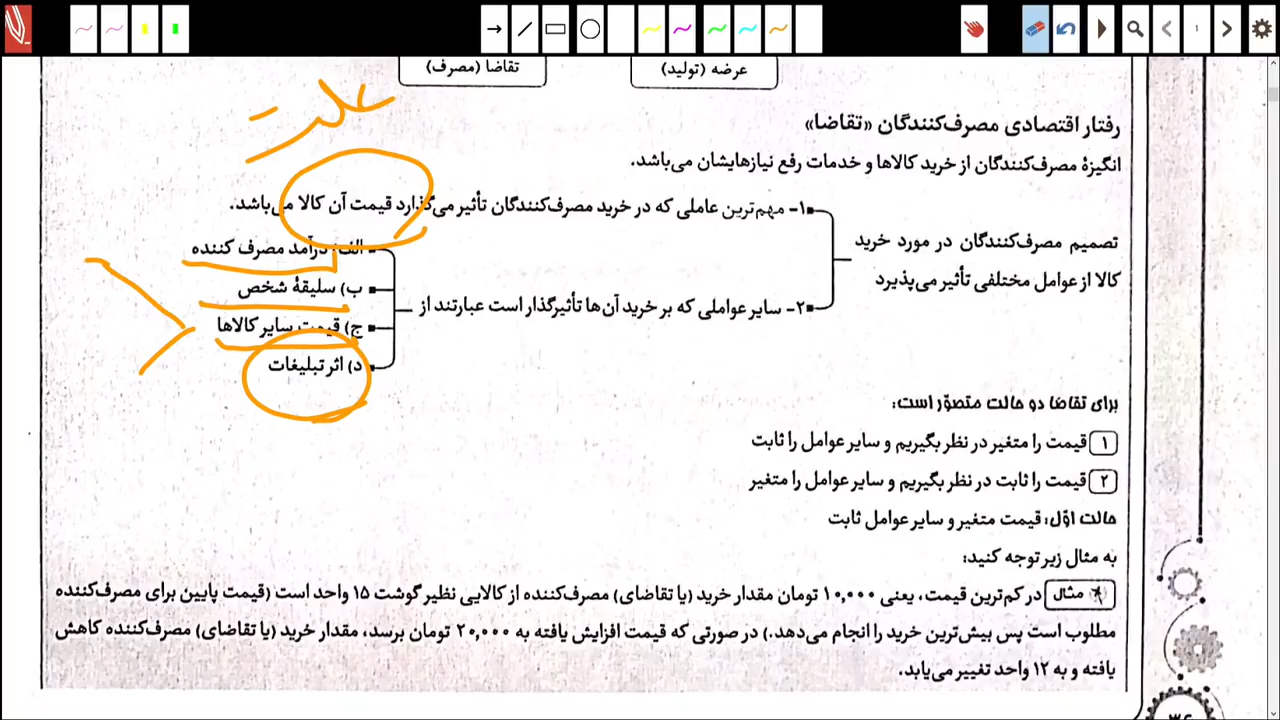 1
عرضه (تولید)
تقاضا (مصرف)
رفتار اقتصادی مصرف‌کنندگان «تقاضا»
انگیزهٔ مصرف‌کنندگان از خرید کالاها و خدمات رفع نیازهایشان می‌باشد.
تصمیم مصرف‌کنندگان در مورد خرید
کالا از عوامل مختلفی تأثیر می‌پذیرد
۱- مهم‌ترین عاملی که در خرید مصرف‌کنندگان تأثیر می‌گذارد قیمت آن کالا می‌باشد.
۲- سایر عواملی که بر خرید آن‌ها تأثیرگذار است عبارتند از
الف) درآمد مصرف کننده
ب) سلیقهٔ شخص
ج) قیمت سایر کالاها
د) اثر تبلیغات
برای تقاضا دو حالت متصوّر است:
۱ قیمت را متغیر در نظر بگیریم و سایر عوامل را ثابت
۲ قیمت را ثابت در نظر بگیریم و سایر عوامل را متغیر
حالت اوّل: قیمت متغیر و سایر عوامل ثابت
به مثال زیر توجه کنید:
مثال در کم‌ترین قیمت، یعنی ۱۰,۰۰۰ تومان مقدار خرید (یا تقاضای) مصرف‌کننده از کالایی نظیر گوشت ۱۵ واحد است (قیمت پایین برای مصرف‌کننده
مطلوب است پس بیش‌ترین خرید را انجام می‌دهد.) در صورتی که قیمت افزایش یافته به ۲۰,۰۰۰ تومان برسد، مقدار خرید (یا تقاضای) مصرف‌کننده کاهش
یافته و به ۱۲ واحد تغییر می‌یابد.